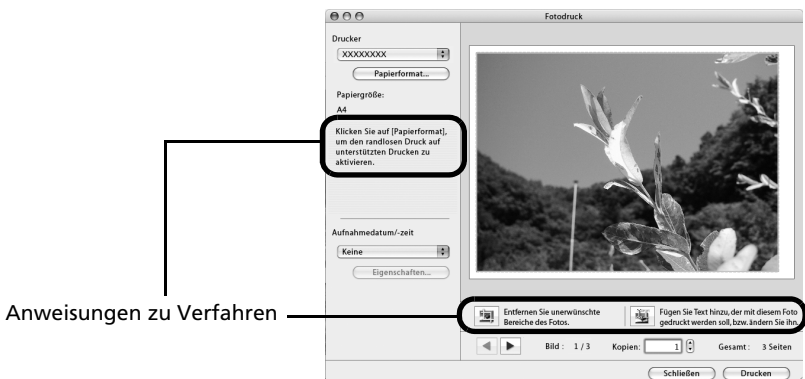 Fotodruck
Drucker
XXXXXXXX
Papierformat...
Papiergröße:
A4
Klicken Sie auf [Papierformat],
um den randlosen Druck auf
unterstützten Drucken zu
aktivieren.
Aufnahmedatum/-zeit
Keine
Eigenschaften...
Anweisungen zu Verfahren
Entfernen Sie unerwünschte
Bereiche des Fotos.
Fügen Sie Text hinzu, der mit diesem Foto
gedruckt werden soll, bzw. ändern Sie ihn.
Bild : 1 / 3 Kopien: 1 Gesamt : 3 Seiten
Schließen Drucken